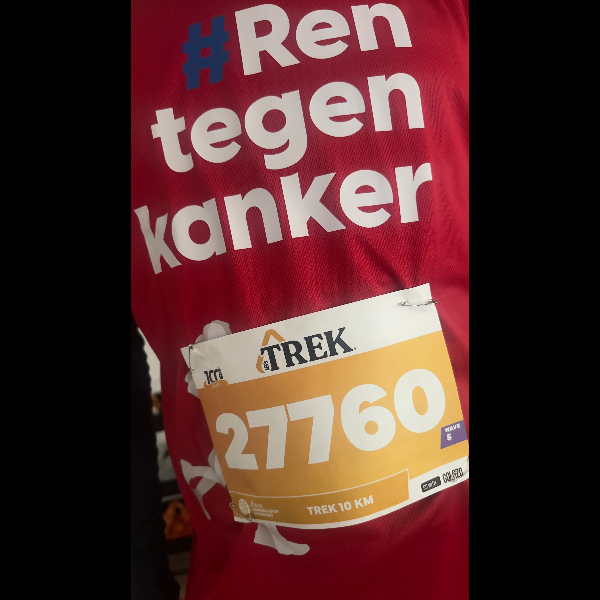 #Ren
tegen
kanker
TREK
27760
WAVE
5
TREK 10 KM